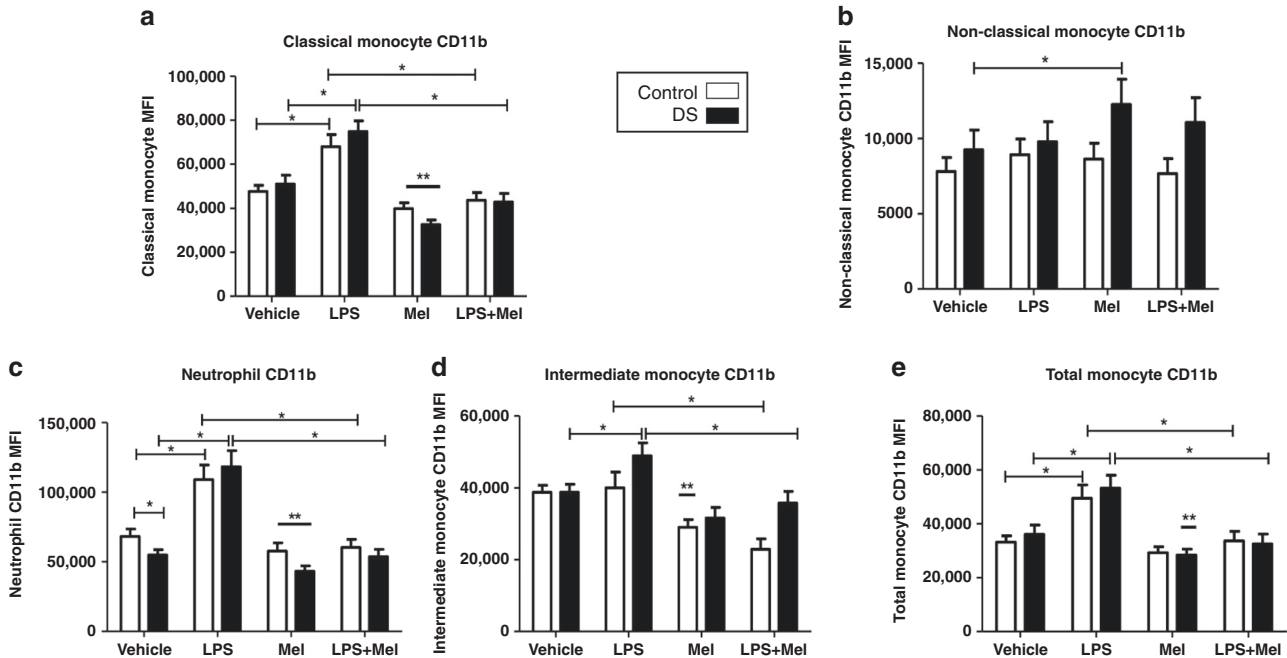 a
Classical monocyte CD11b
Classical monocyte MFI
100,000
80,000
60,000
40,000
20,000
0
* * * *
**
Vehicle LPS Mel LPS+Mel
Control
DS
b
Non-classical monocyte CD11b
Non-classical monocyte CD11b MFI
15,000
10,000
5000
0
*
Vehicle LPS Mel LPS+Mel
c
Neutrophil CD11b
Neutrophil CD11b MFI
150,000
100,000
50,000
0
* * * *
* **
Vehicle LPS Mel LPS+Mel
d
Intermediate monocyte CD11b
Intermediate monocyte CD11b MFI
60,000
40,000
20,000
0
* * *
**
Vehicle LPS Mel LPS+Mel
e
Total monocyte CD11b
Total monocyte CD11b MFI
80,000
60,000
40,000
20,000
0
* * * *
**
Vehicle LPS Mel LPS+Mel